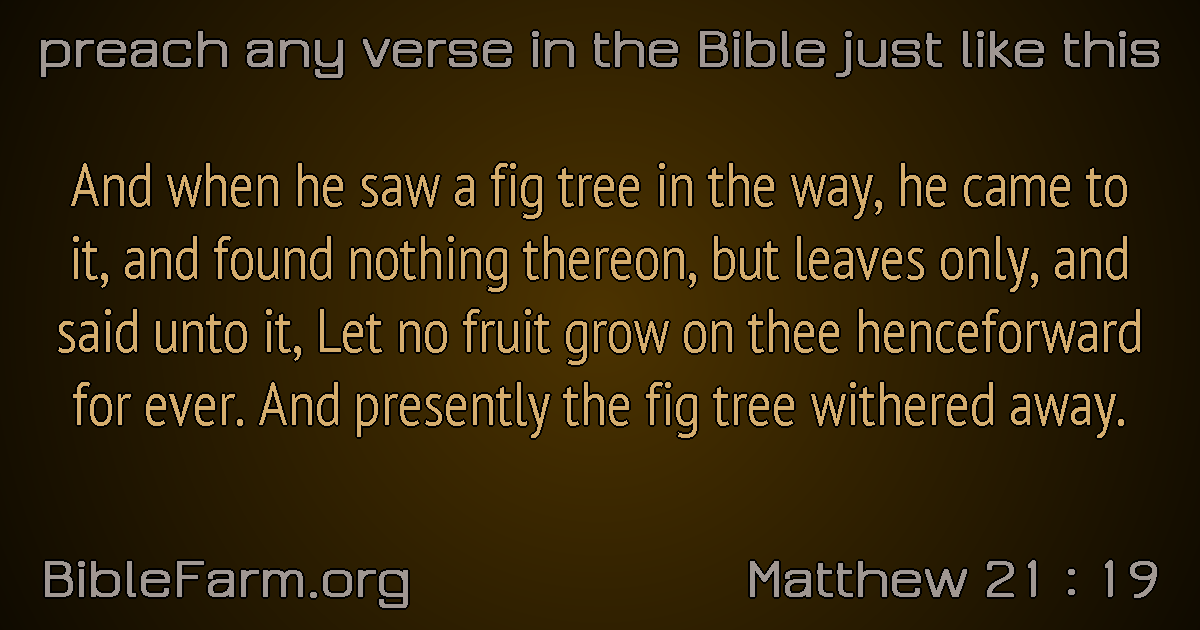 preach any verse in the Bible just like this
And when he saw a fig tree in the way, he came to
it, and found nothing thereon, but leaves only, and
said unto it, Let no fruit grow on thee henceforward
for ever. And presently the fig tree withered away.
BibleFarm.org
Matthew 21 : 19